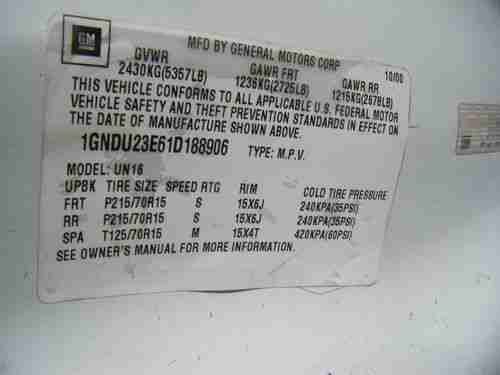 GM
MFD BY GENERAL MOTORS CORP
10/00
GVWR GAWR FRT GAWR RR
2430KG(5357LB) 1236KG(2725LB) 1215KG(2678LB)
THIS VEHICLE CONFORMS TO ALL APPLICABLE U.S. FEDERAL MOTOR
VEHICLE SAFETY AND THEFT PREVENTION STANDARDS IN EFFECT ON
THE DATE OF MANUFACTURE SHOWN ABOVE.
1GNDU23E61D188906 TYPE: M.P.V.
MODEL: UN16
UPBK TIRE SIZE SPEED RTG RIM COLD TIRE PRESSURE
FRT P215/70R15 S 15X6J 240KPA(35PSI)
RR P215/70R15 S 15X6J 240KPA(35PSI)
SPA T125/70R15 M 15X4T 420KPA(60PSI)
SEE OWNER'S MANUAL FOR MORE INFORMATION.